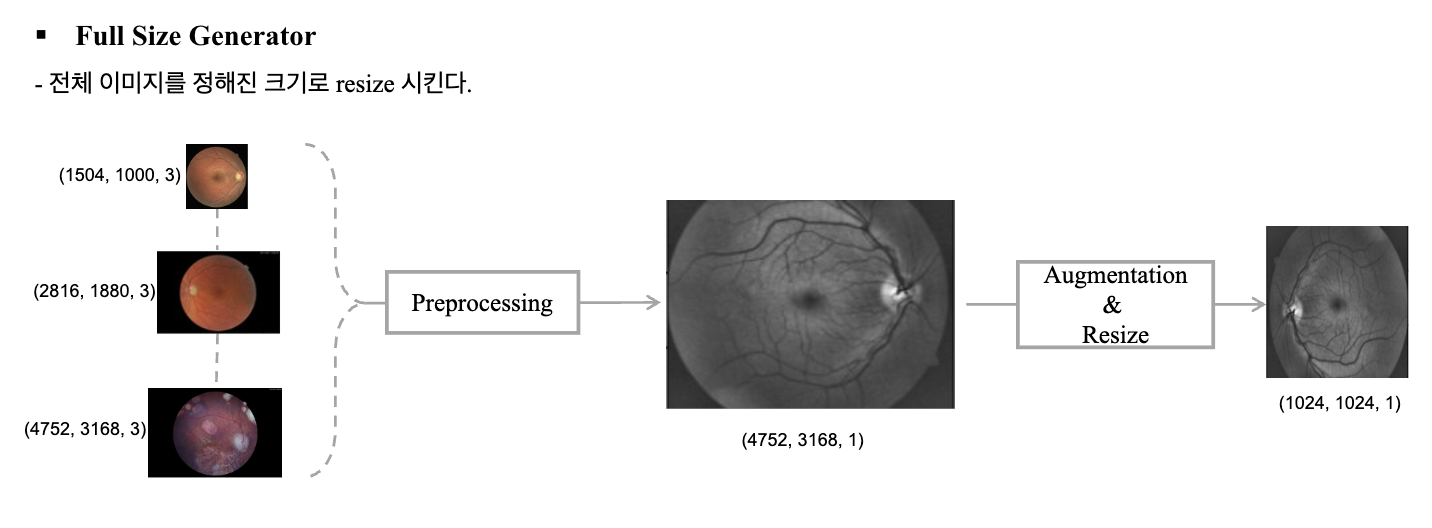 ▪ Full Size Generator
- 전체 이미지를 정해진 크기로 resize 시킨다.
(1504, 1000, 3)
(2816, 1880, 3)
(4752, 3168, 3)
Preprocessing
(4752, 3168, 1)
Augmentation
&
Resize
(1024, 1024, 1)